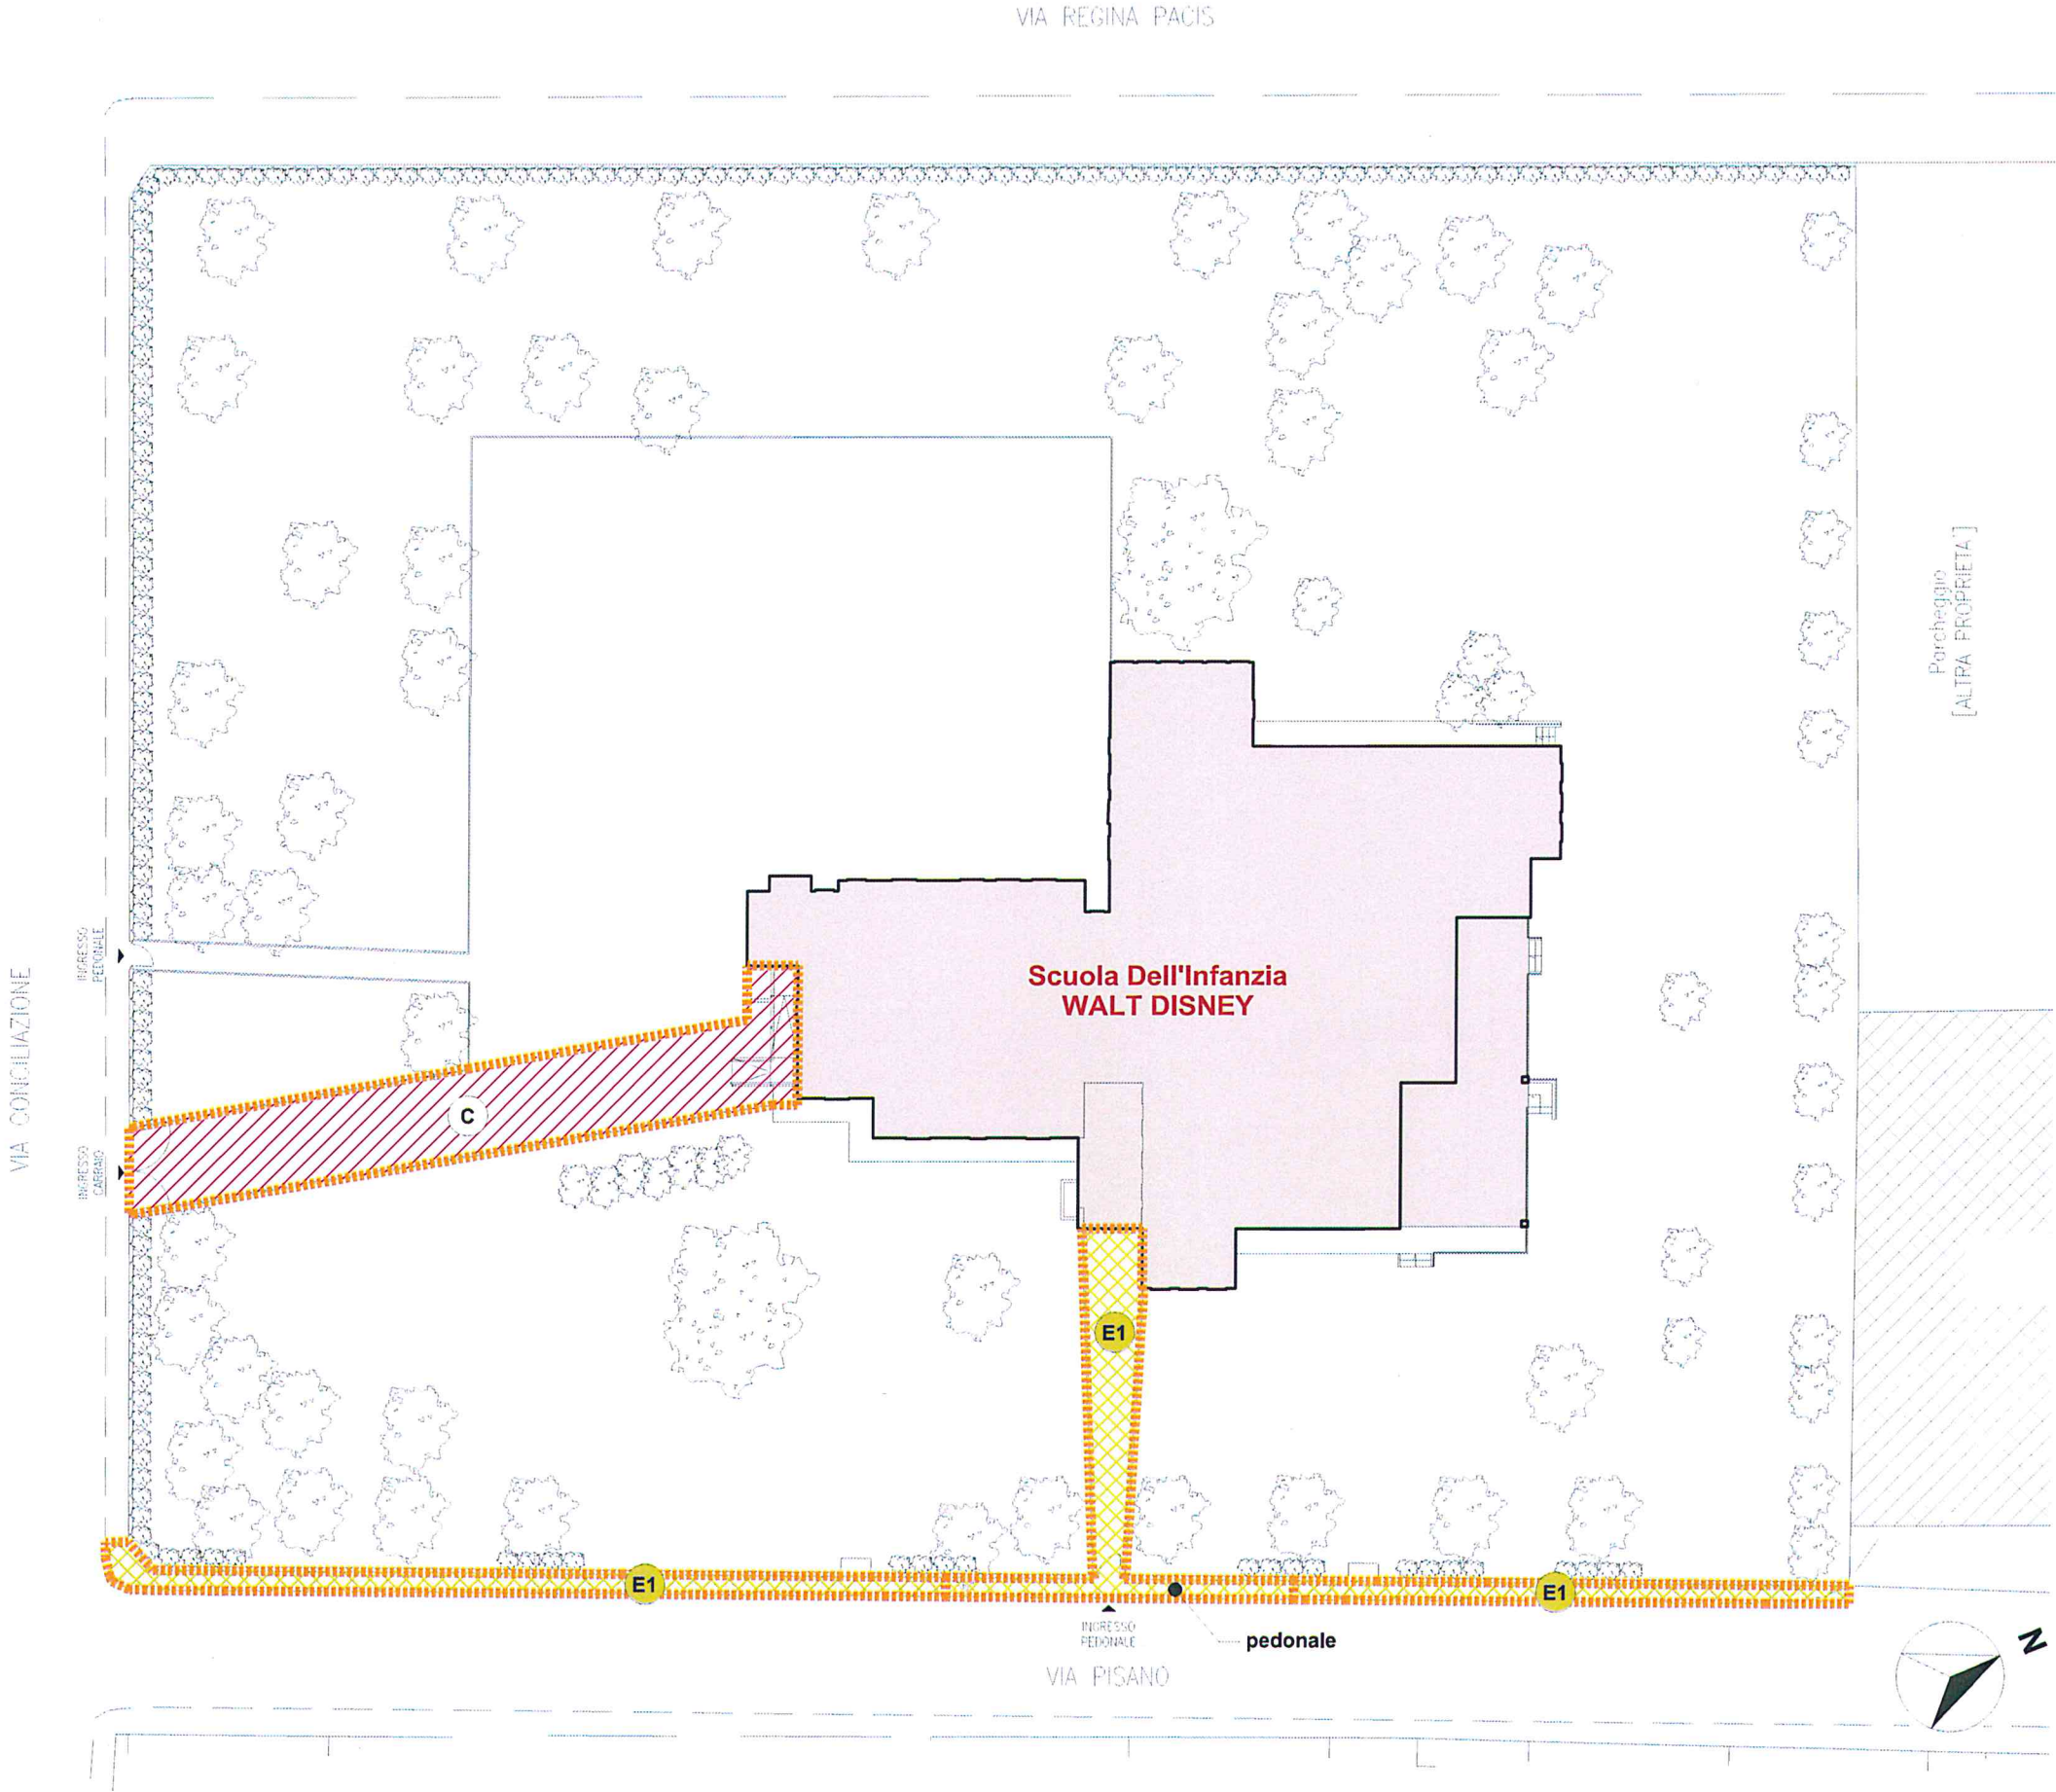 VIA REGINA PACIS
Parcheggio
[ALTRA PROPRIETA']
INGRESSO
PEDONALE
VIA CONCILIAZIONE
Scuola Dell'Infanzia
WALT DISNEY
C
INGRESSO
CARRAIO
E1
E1
E1
INGRESSO
PEDONALE
pedonale
VIA PISANO
N